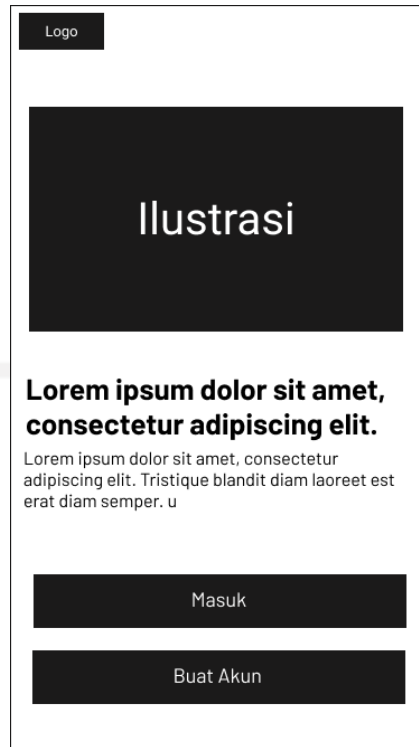 Logo
Ilustrasi
Lorem ipsum dolor sit amet,
consectetur adipiscing elit.
Lorem ipsum dolor sit amet, consectetur
adipiscing elit. Tristique blandit diam laoreet est
erat diam semper. u
Masuk
Buat Akun